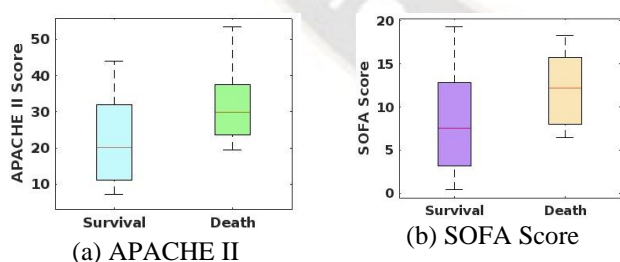 APACHE II Score
50
40
30
20
10
Survival
Death
(a) APACHE II
SOFA Score
20
15
10
5
0
Survival
Death
(b) SOFA Score